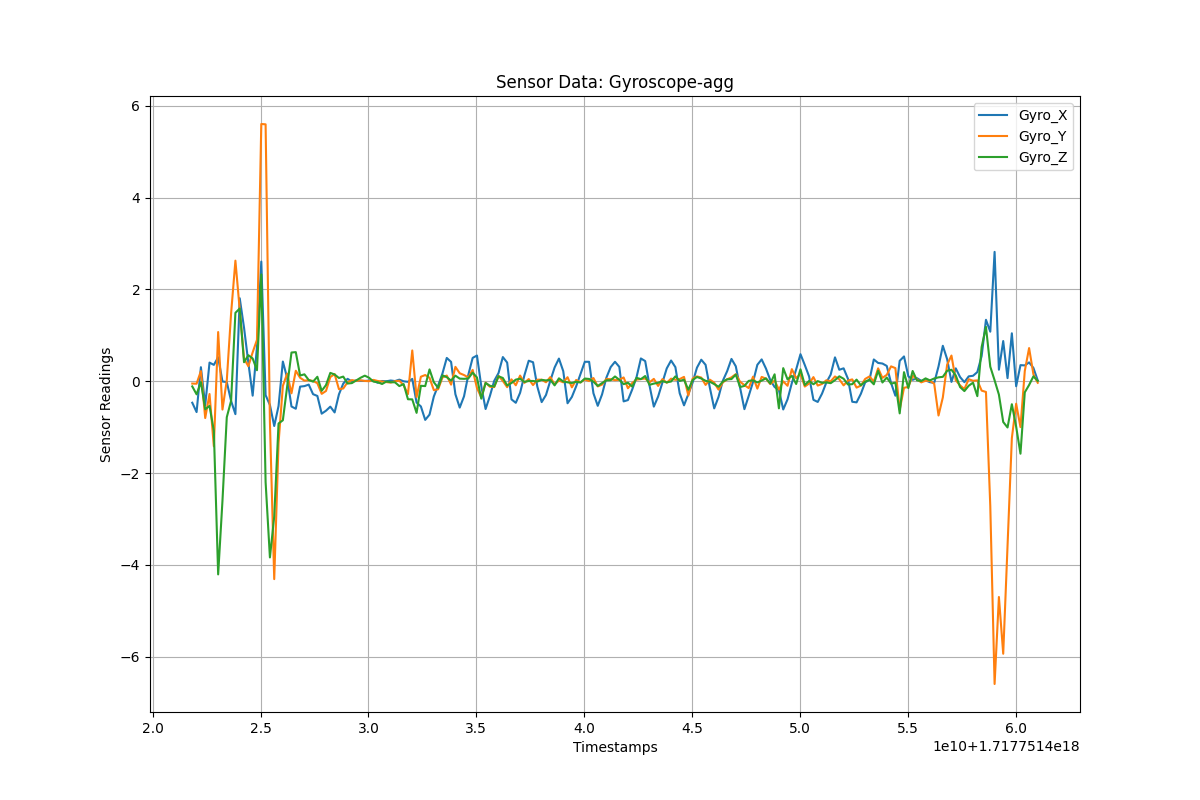 Sensor Data: Gyroscope-agg
Gyro_X
Gyro_Y
Gyro_Z
6
4
2
0
−2
−4
−6
Sensor Readings
2.0 2.5 3.0 3.5 4.0 4.5 5.0 5.5 6.0
Timestamps
1e10+1.7177514e18